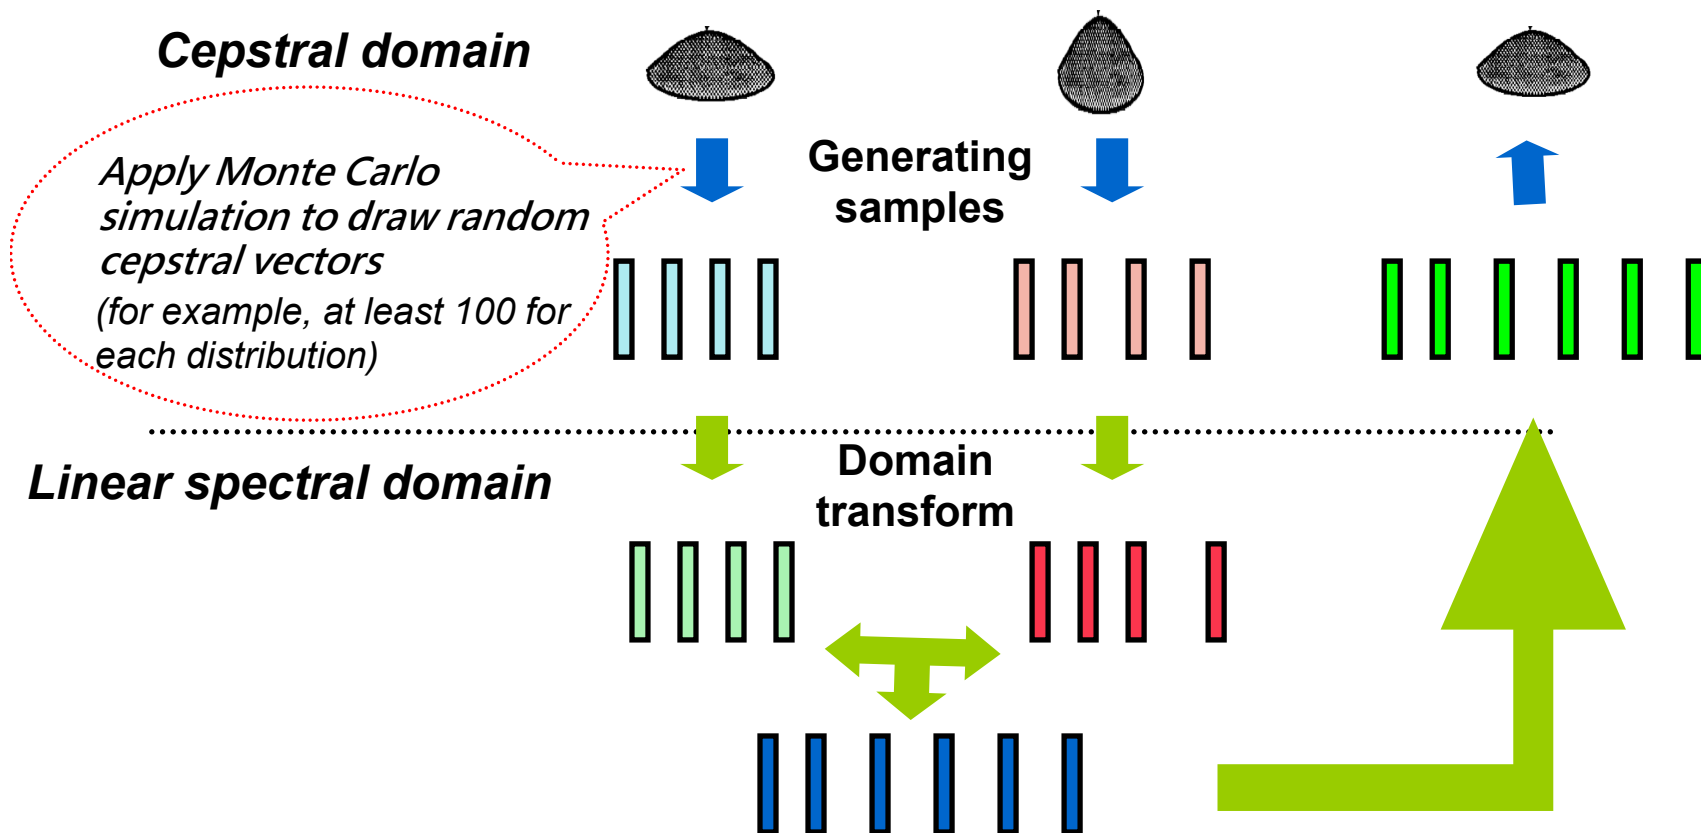 Cepstral domain
Apply Monte Carlo
simulation to draw random
cepstral vectors
(for example, at least 100 for
each distribution)
Generating
samples
Linear spectral domain
Domain
transform